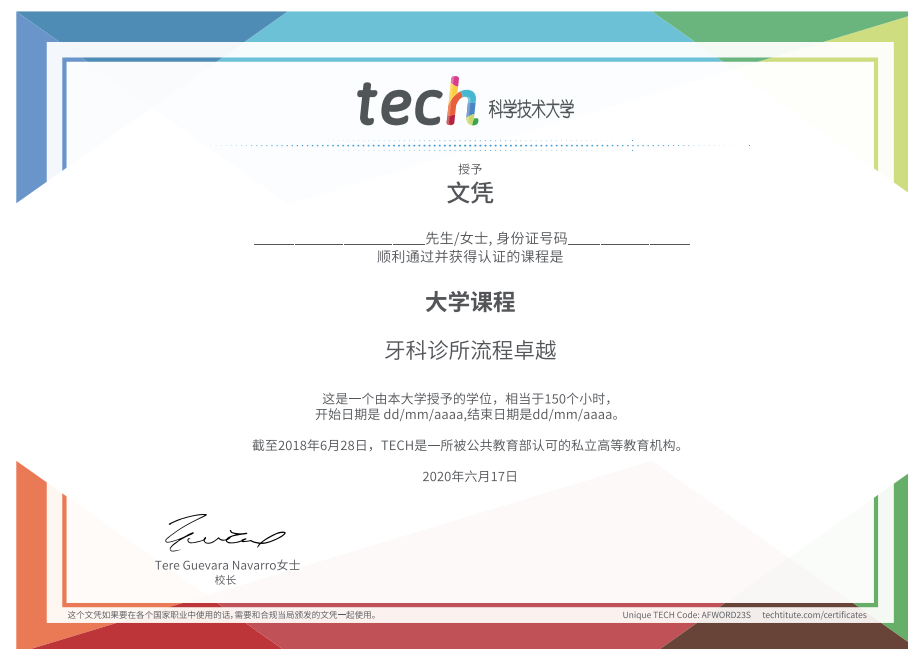 tech 科学技术大学
授予
文凭
____________________先生/女士, 身份证号码_______________
顺利通过并获得认证的课程是
大学课程
牙科诊所流程卓越
这是一个由本大学授予的学位，相当于150个小时，
开始日期是 dd/mm/aaaa,结束日期是dd/mm/aaaa。
截至2018年6月28日，TECH是一所被公共教育部认可的私立高等教育机构。
2020年六月17日
Tere Guevara Navarro女士
校长
这个文凭如果要在各个国家职业中使用的话,需要和合规当局颁发的文凭一起使用。
Unique TECH Code: AFWORD23S techtitute.com/certificates